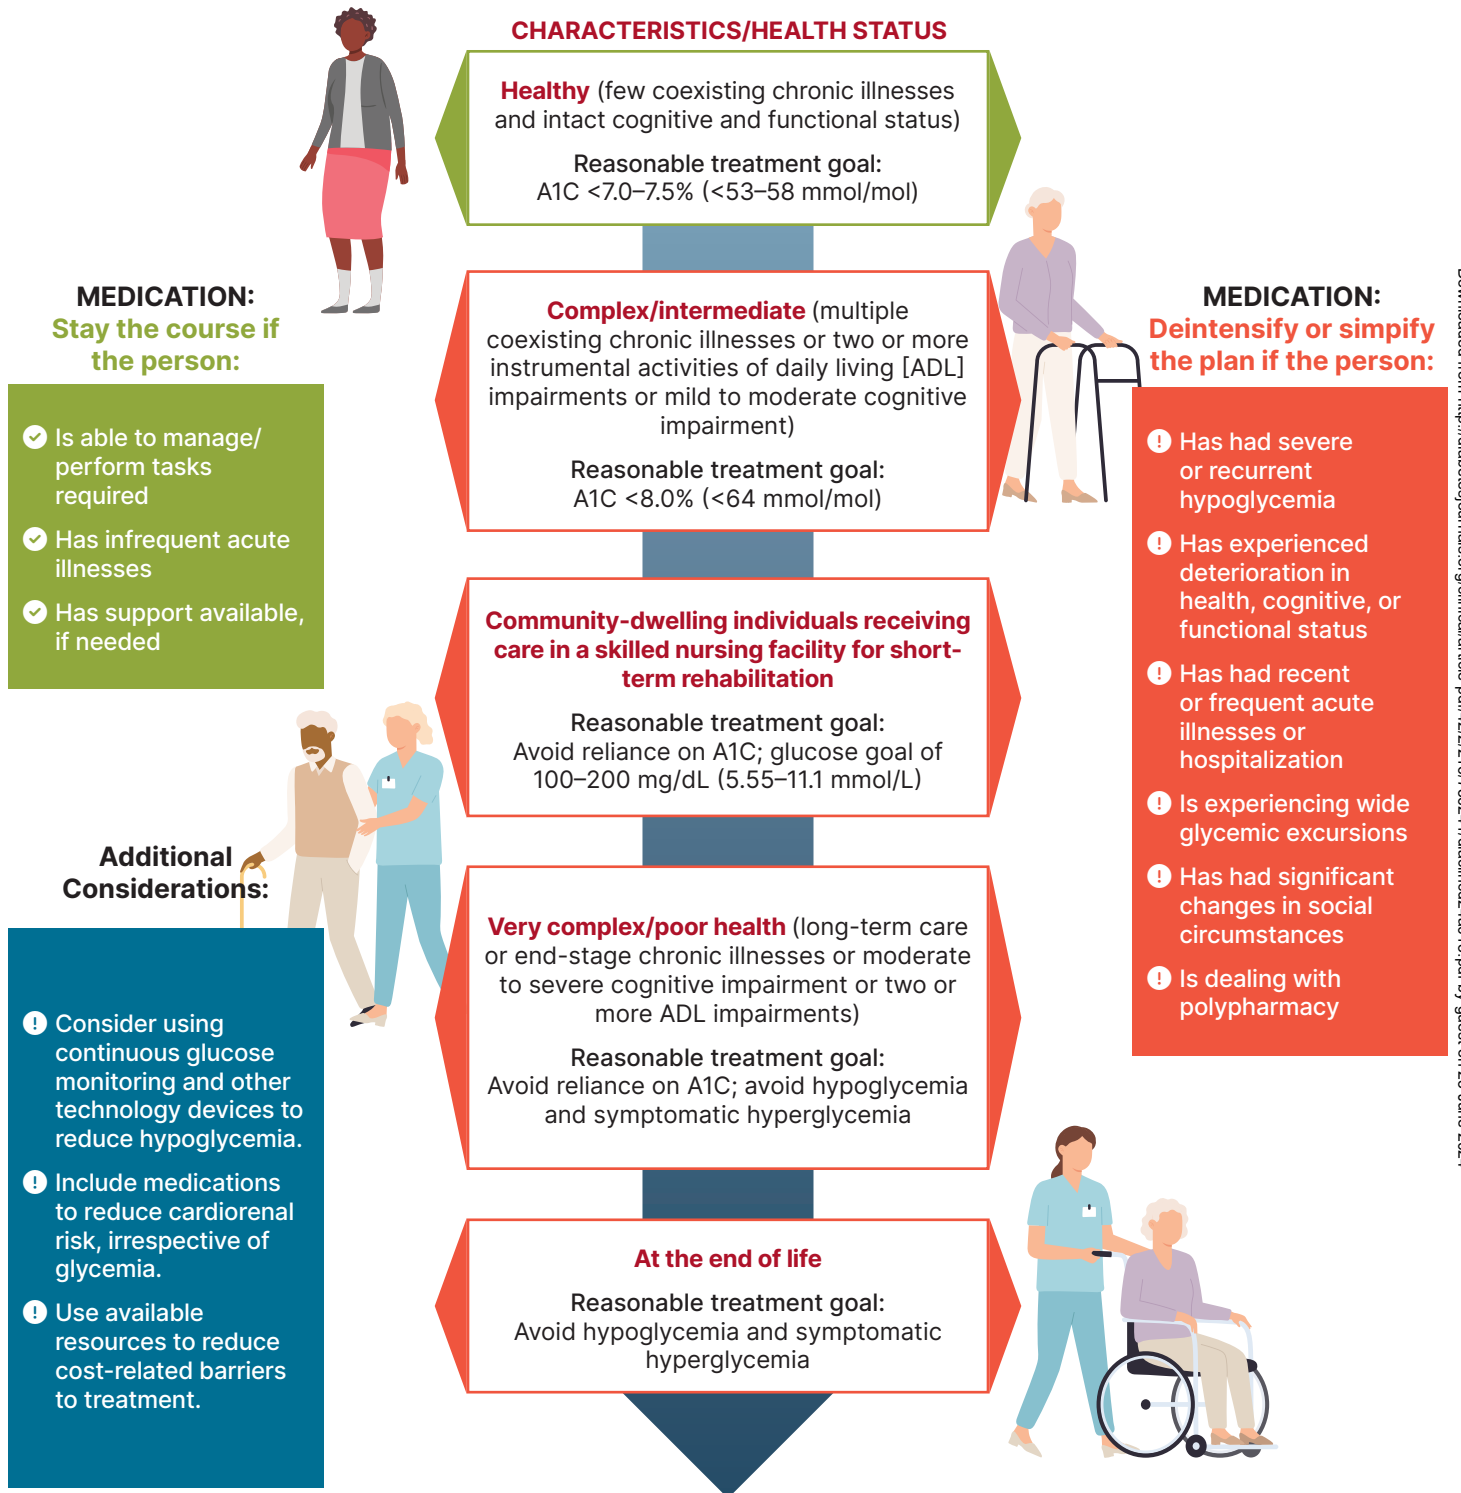 CHARACTERISTICS/HEALTH STATUS
Healthy (few coexisting chronic illnesses
and intact cognitive and functional status)
Reasonable treatment goal:
A1C <7.0–7.5% (<53–58 mmol/mol)
Complex/intermediate (multiple
coexisting chronic illnesses or two or more
instrumental activities of daily living [ADL]
impairments or mild to moderate cognitive
impairment)
Reasonable treatment goal:
A1C <8.0% (<64 mmol/mol)
Community-dwelling individuals receiving
care in a skilled nursing facility for short-
term rehabilitation
Reasonable treatment goal:
Avoid reliance on A1C; glucose goal of
100–200 mg/dL (5.55–11.1 mmol/L)
Very complex/poor health (long-term care
or end-stage chronic illnesses or moderate
to severe cognitive impairment or two or
more ADL impairments)
Reasonable treatment goal:
Avoid reliance on A1C; avoid hypoglycemia
and symptomatic hyperglycemia
At the end of life
Reasonable treatment goal:
Avoid hypoglycemia and symptomatic
hyperglycemia
MEDICATION:
Stay the course if
the person:
Is able to manage/
perform tasks
required
Has infrequent acute
illnesses
Has support available,
if needed
Additional
Considerations:
Consider using
continuous glucose
monitoring and other
technology devices to
reduce hypoglycemia.
Include medications
to reduce cardiorenal
risk, irrespective of
glycemia.
Use available
resources to reduce
cost-related barriers
to treatment.
MEDICATION:
Deintensify or simpify
the plan if the person:
Has had severe
or recurrent
hypoglycemia
Has experienced
deterioration in
health, cognitive, or
functional status
Has had recent
or frequent acute
illnesses or
hospitalization
Is experiencing wide
glycemic excursions
Has had significant
changes in social
circumstances
Is dealing with
polypharmacy